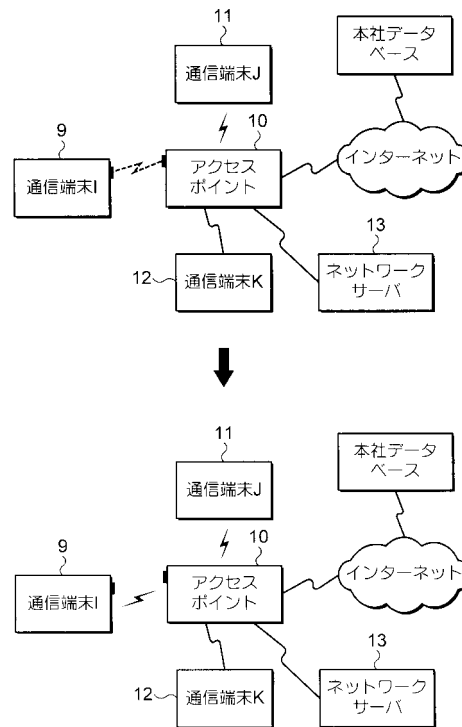 11
本社データ
ベース
通信端末J
10
9
アクセス
ポイント
インターネット
通信端末I
13
12
通信端末K
ネットワーク
サーバ
11
本社データ
ベース
通信端末J
10
9
アクセス
ポイント
インターネット
通信端末I
13
12
通信端末K
ネットワーク
サーバ